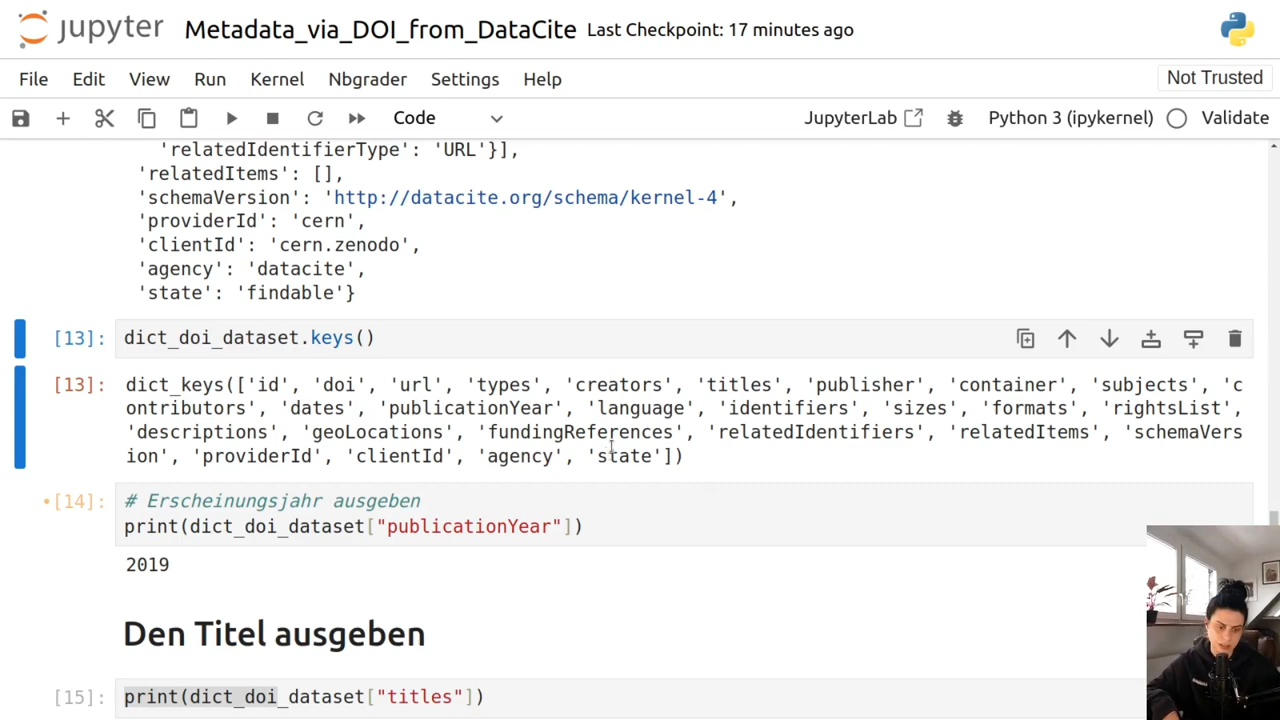 jupyter Metadata_via_DOI_from_DataCite Last Checkpoint: 17 minutes ago
File Edit View Run Kernel Nbgrader Settings Help Not Trusted
Code JupyterLab Python 3 (ipykernel) Validate
'relatedIdentifierType': 'URL'}],
'relatedItems': [],
'schemaVersion': 'http://datacite.org/schema/kernel-4',
'providerId': 'cern',
'clientId': 'cern.zenodo',
'agency': 'datacite',
'state': 'findable'}
[13]: dict_doi_dataset.keys()
[13]: dict_keys(['id', 'doi', 'url', 'types', 'creators', 'titles', 'publisher', 'container', 'subjects', 'c
ontributors', 'dates', 'publicationYear', 'language', 'identifiers', 'sizes', 'formats', 'rightsList',
'descriptions', 'geoLocations', 'fundingReferences', 'relatedIdentifiers', 'relatedItems', 'schemaVers
ion', 'providerId', 'clientId', 'agency', 'state'])
[14]: # Erscheinungsjahr ausgeben
print(dict_doi_dataset["publicationYear"])
2019
Den Titel ausgeben
[15]: print(dict_doi_dataset["titles"])